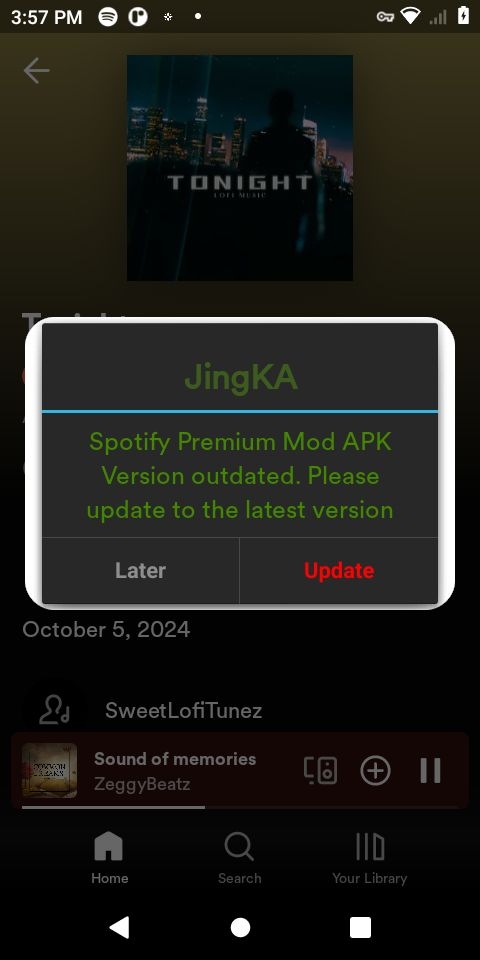 3:57 PM
TONIGHT
LOFI MUSIC
JingKA
Spotify Premium Mod APK
Version outdated. Please
update to the latest version
Later
Update
October 5, 2024
SweetLofiTunez
COMMON
Sound of memories
ZeggyBeatz
Home
Search
Your Library